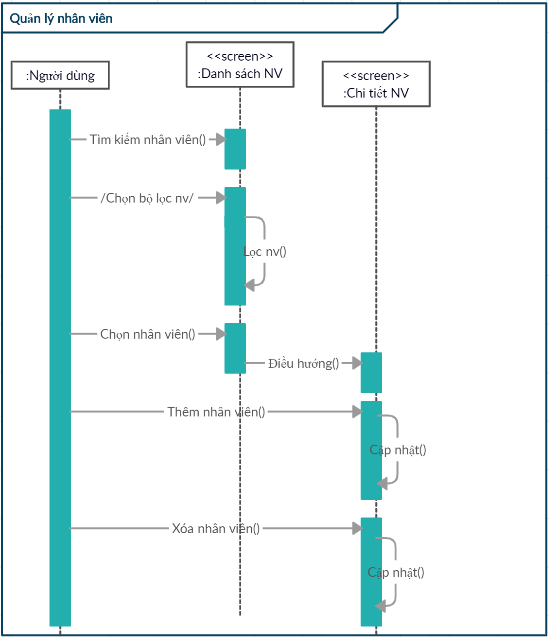 Quản lý nhân viên
:Người dùng
<<screen>>
:Danh sách NV
<<screen>>
:Chi tiết NV
Tìm kiếm nhân viên()
/Chọn bộ lọc nv/
Lọc nv()
Chọn nhân viên()
Điều hướng()
Thêm nhân viên()
Cập nhật()
Xóa nhân viên()
Cập nhật()